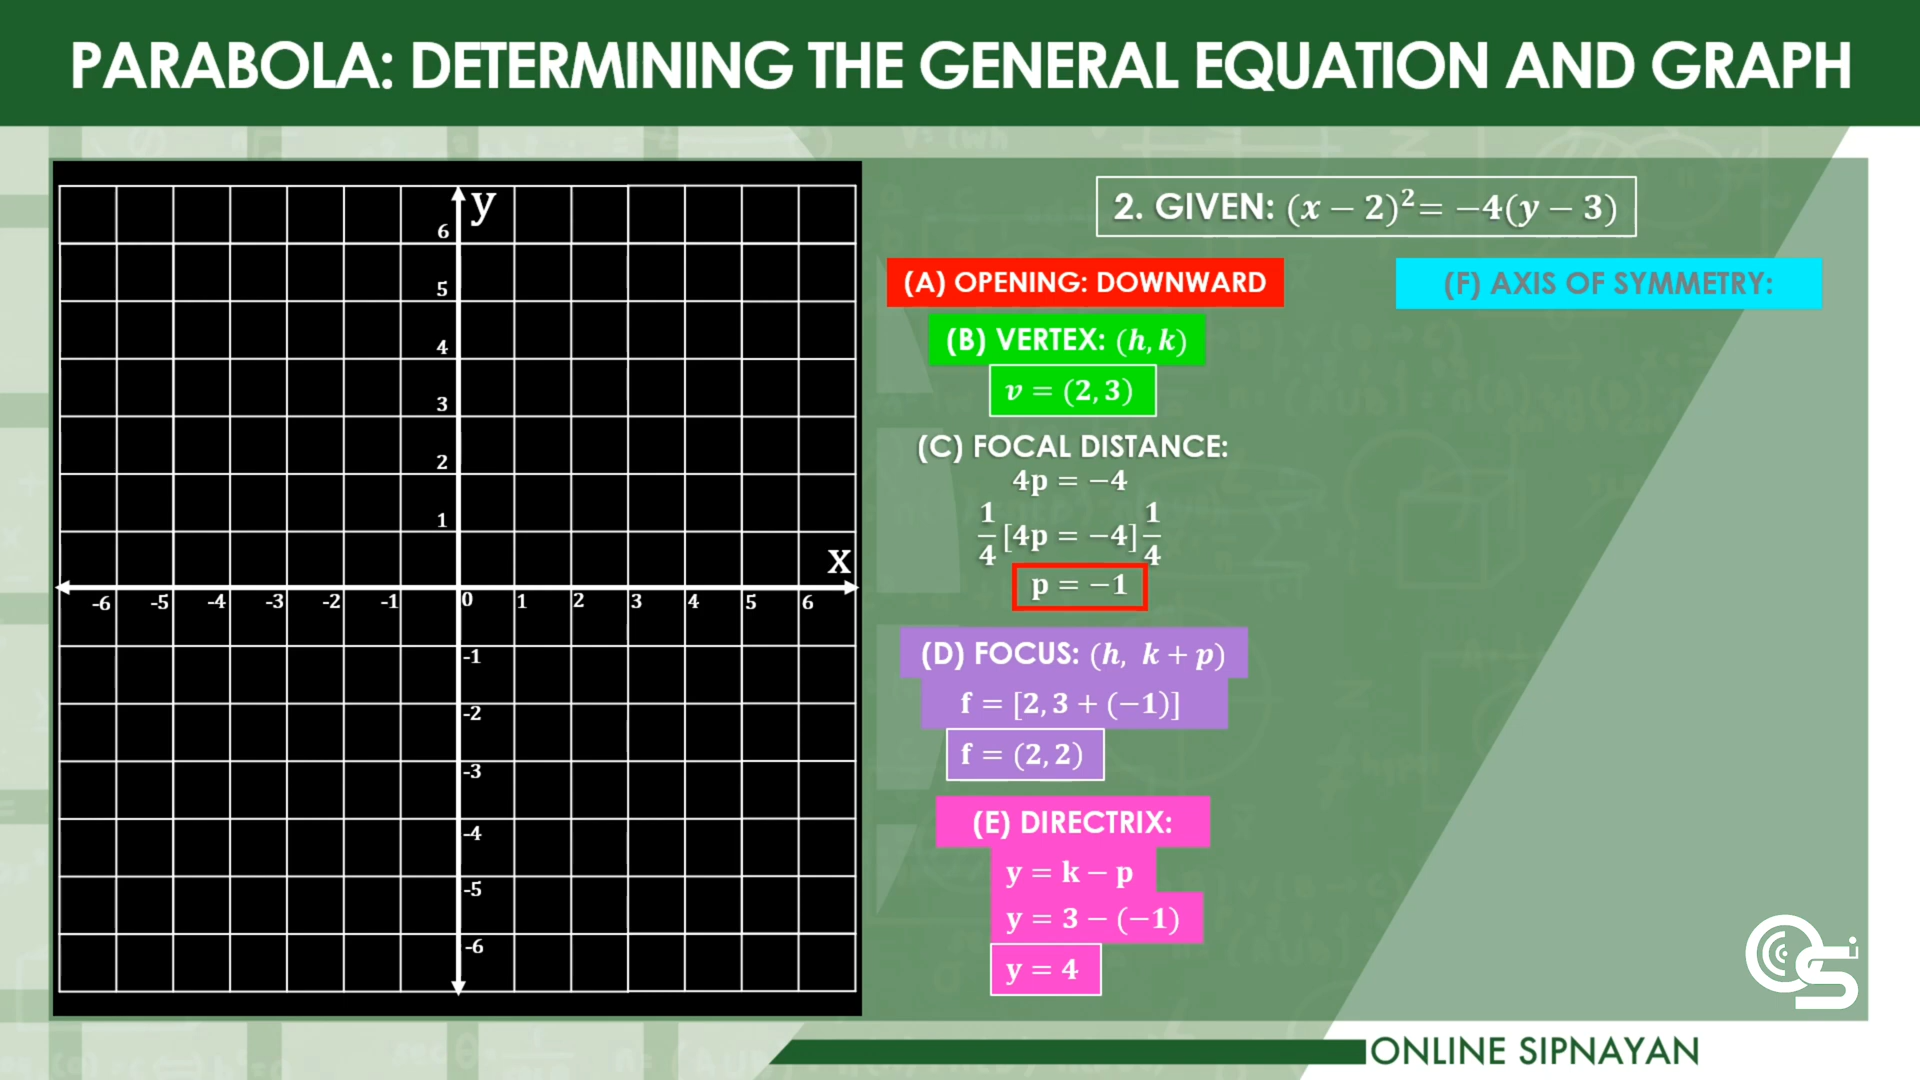 PARABOLA: DETERMINING THE GENERAL EQUATION AND GRAPH
y
6
5
4
3
2
1
x
-6 -5 -4 -3 -2 -1 0 1 2 3 4 5 6
-1
-2
-3
-4
-5
-6
2. GIVEN: (x − 2)²= −4(y − 3)
(A) OPENING: DOWNWARD
(B) VERTEX: (h, k)
v = (2, 3)
(C) FOCAL DISTANCE:
4p = −4
1/4 [4p = −4] 1/4
p = −1
(D) FOCUS: (h, k + p)
f = [2, 3 + (−1)]
f = (2, 2)
(E) DIRECTRIX:
y = k − p
y = 3 − (−1)
y = 4
(F) AXIS OF SYMMETRY:
ONLINE SIPNAYAN